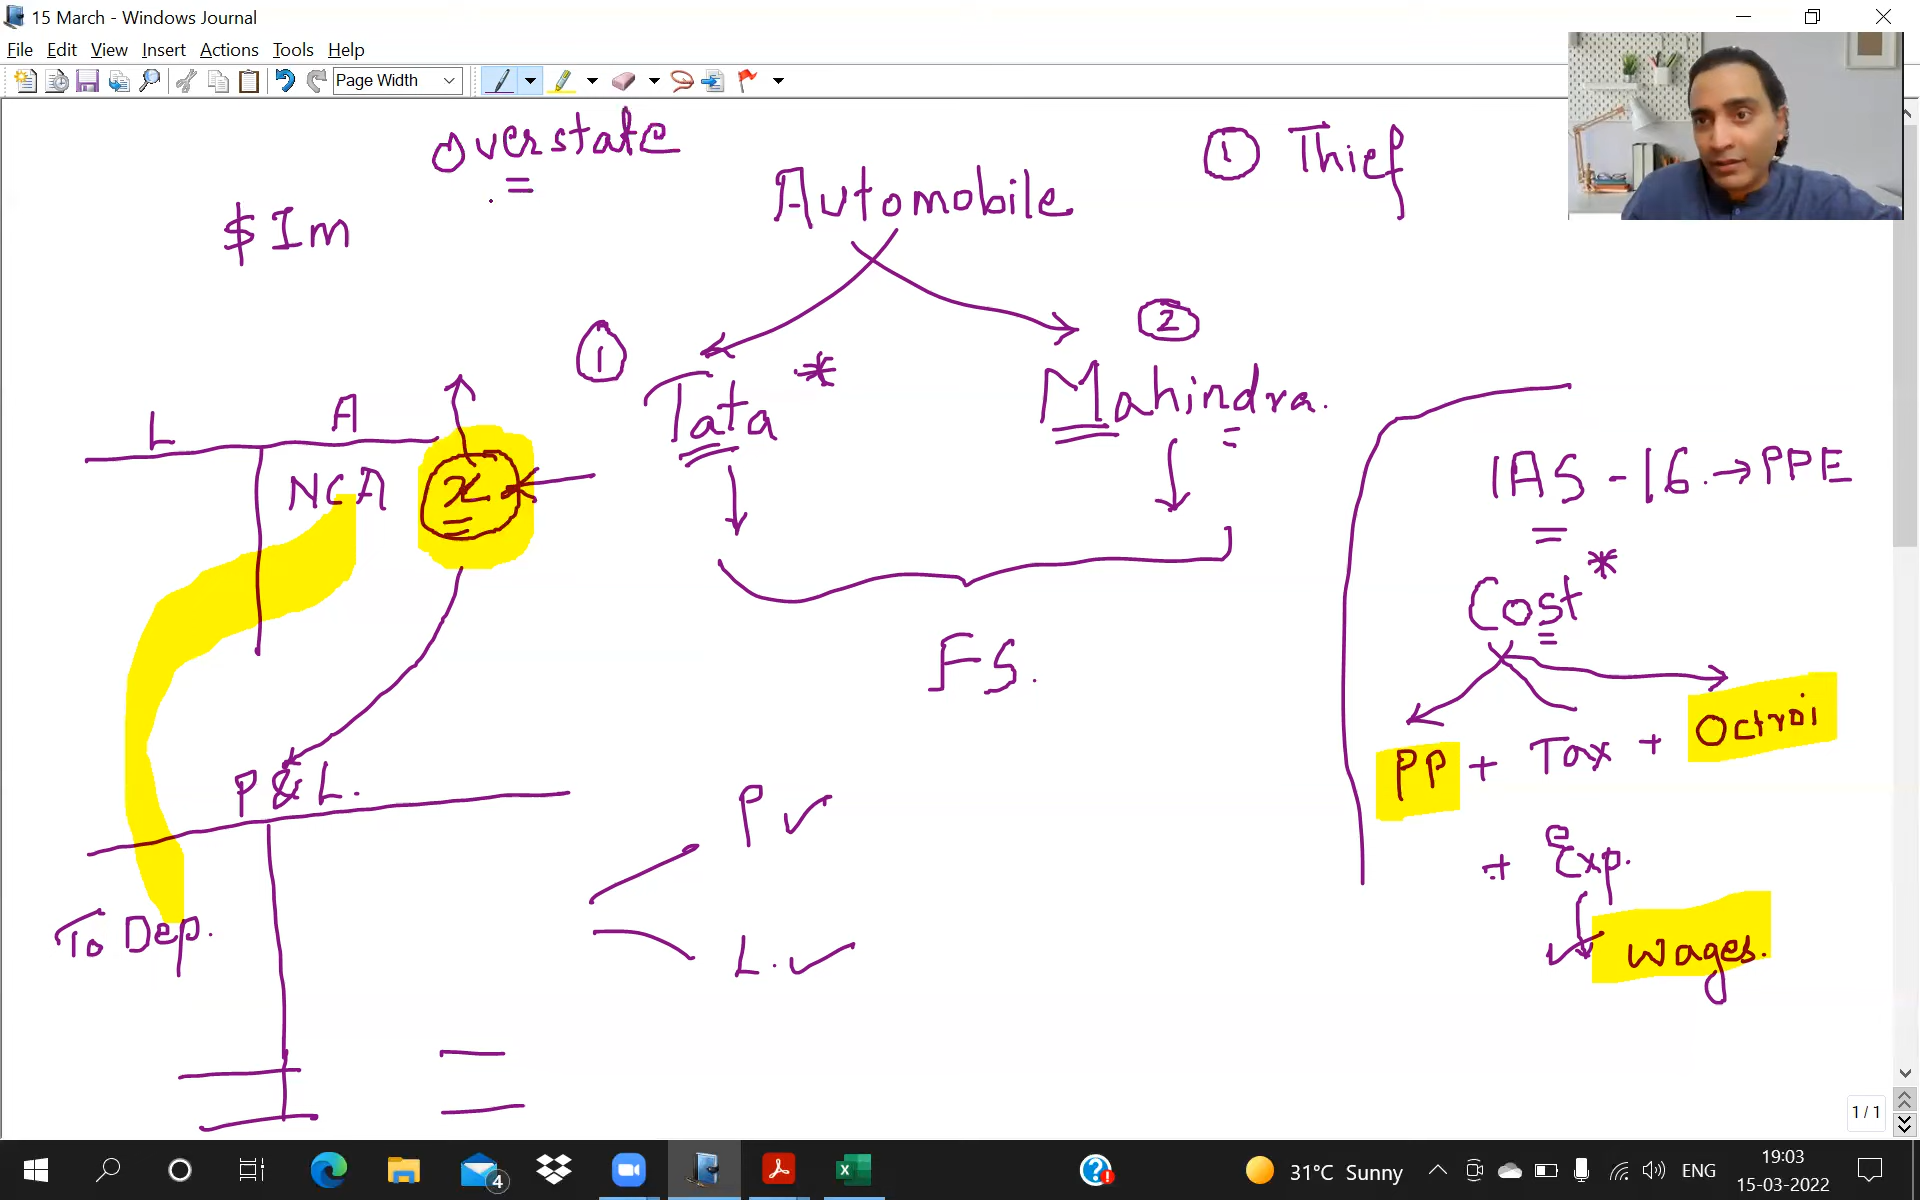 15 March - Windows Journal
File Edit View Insert Actions Tools Help
Page Width
Overstate
$ 1m
Automobile
1 Thief
1
Tata *
2
Mahindra.
L A
NCA x
IAS - 16. → PPE
Cost *
FS.
PP + Tax + Octroi
+ Exp.
Wages.
P & L.
To Dep.
P ✓
L. ✓
1 / 1
4
31°C Sunny
ENG
19:03
15-03-2022